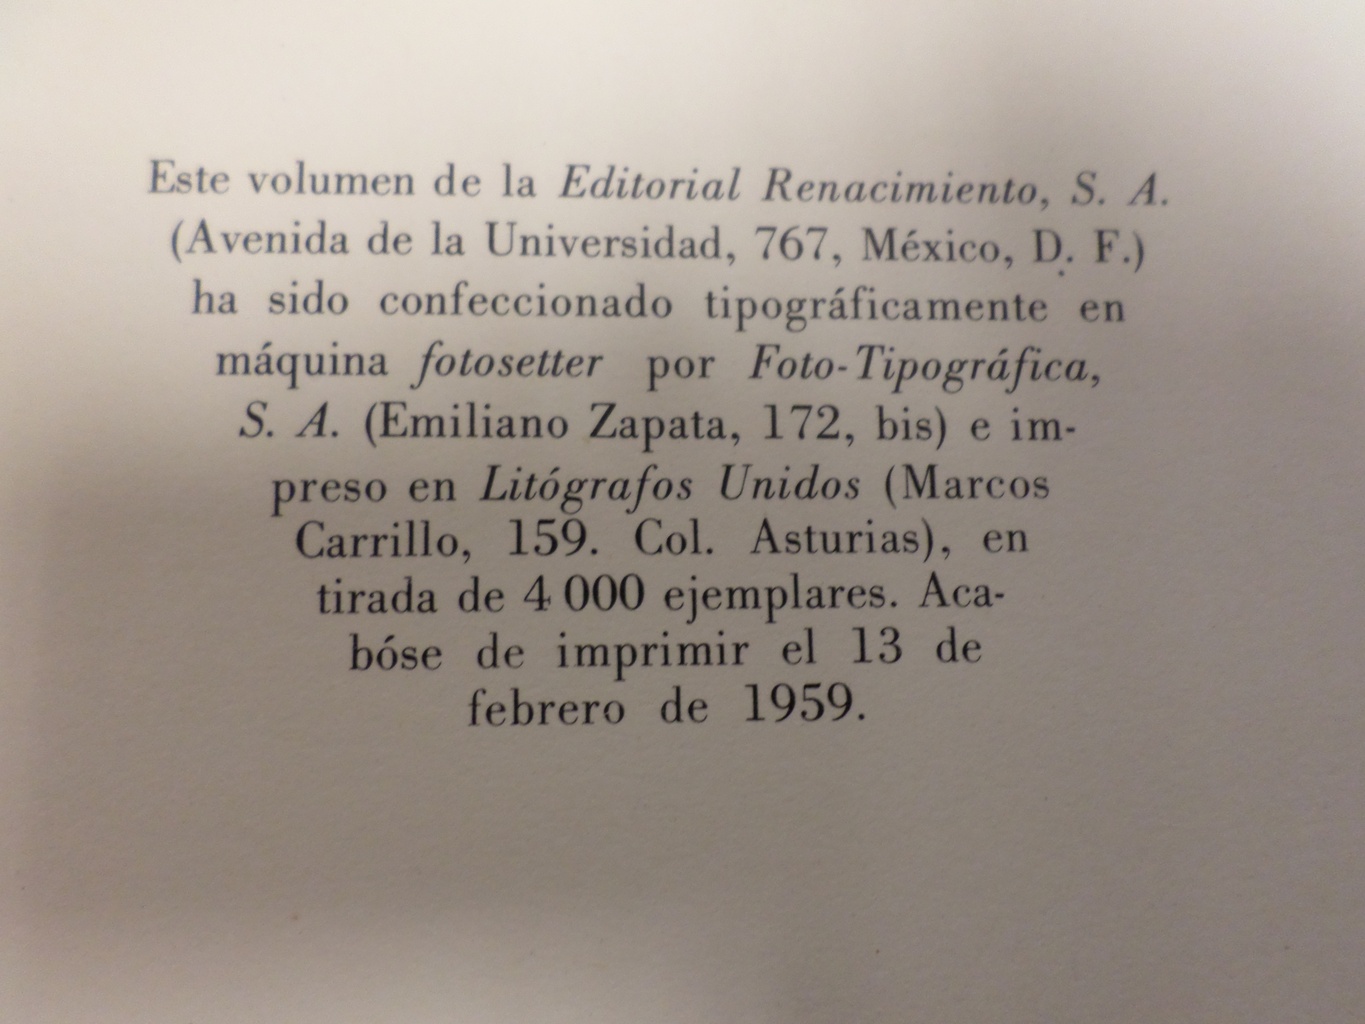 Este volumen de la Editorial Renacimiento, S. A.
(Avenida de la Universidad, 767, México, D. F.)
ha sido confeccionado tipográficamente en
máquina fotosetter por Foto-Tipográfica,
S. A. (Emiliano Zapata, 172, bis) e im-
preso en Litógrafos Unidos (Marcos
Carrillo, 159. Col. Asturias), en
tirada de 4 000 ejemplares. Aca-
bóse de imprimir el 13 de
febrero de 1959.